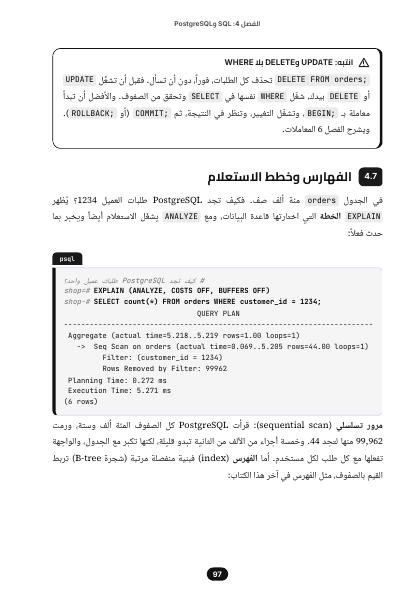 الفصل 4: SQL وPostgreSQL
انتبه: UPDATE وDELETE بلا WHERE
DELETE FROM orders; تحذف كل الطلبات، فوراً، دون أن تسأل. فقبل أن تشغّل UPDATE
أو DELETE بيدك، شغّل WHERE نفسها في SELECT وتحقق من الصفوف. والأفضل أن تبدأ
معاملة بـ BEGIN; ، وتشغّل التغيير، وتنظر في النتيجة، ثم COMMIT; (أو ROLLBACK; ).
ويشرح الفصل 6 المعاملات.
4.7 الفهارس وخطط الاستعلام
في الجدول orders مئة ألف صف. فكيف تجد PostgreSQL طلبات العميل 1234؟ يُظهر
EXPLAIN الخطة التي اختارتها قاعدة البيانات، ومع ANALYZE يشغّل الاستعلام أيضاً ويخبر بما
حدث فعلاً:
psql
# كيف تجد PostgreSQL طلبات عميل واحد؟
shop=# EXPLAIN (ANALYZE, COSTS OFF, BUFFERS OFF)
shop-# SELECT count(*) FROM orders WHERE customer_id = 1234;
QUERY PLAN
--------------------------------------------------------------------------
Aggregate (actual time=5.218..5.219 rows=1.00 loops=1)
-> Seq Scan on orders (actual time=0.069..5.205 rows=44.00 loops=1)
Filter: (customer_id = 1234)
Rows Removed by Filter: 99962
Planning Time: 0.272 ms
Execution Time: 5.271 ms
(6 rows)
مرور تسلسلي (sequential scan): قرأت PostgreSQL كل الصفوف المئة ألف وستة، ورمت
99,962 منها لتجد 44. وخمسة أجزاء من الألف من الثانية تبدو قليلة، لكنها تكبر مع الجدول، والواجهة
تفعلها مع كل طلب لكل مستخدم. أما الفهرس (index) فبنية منفصلة مرتبة (شجرة B-tree) تربط
القيم بالصفوف، مثل الفهرس في آخر هذا الكتاب:
97